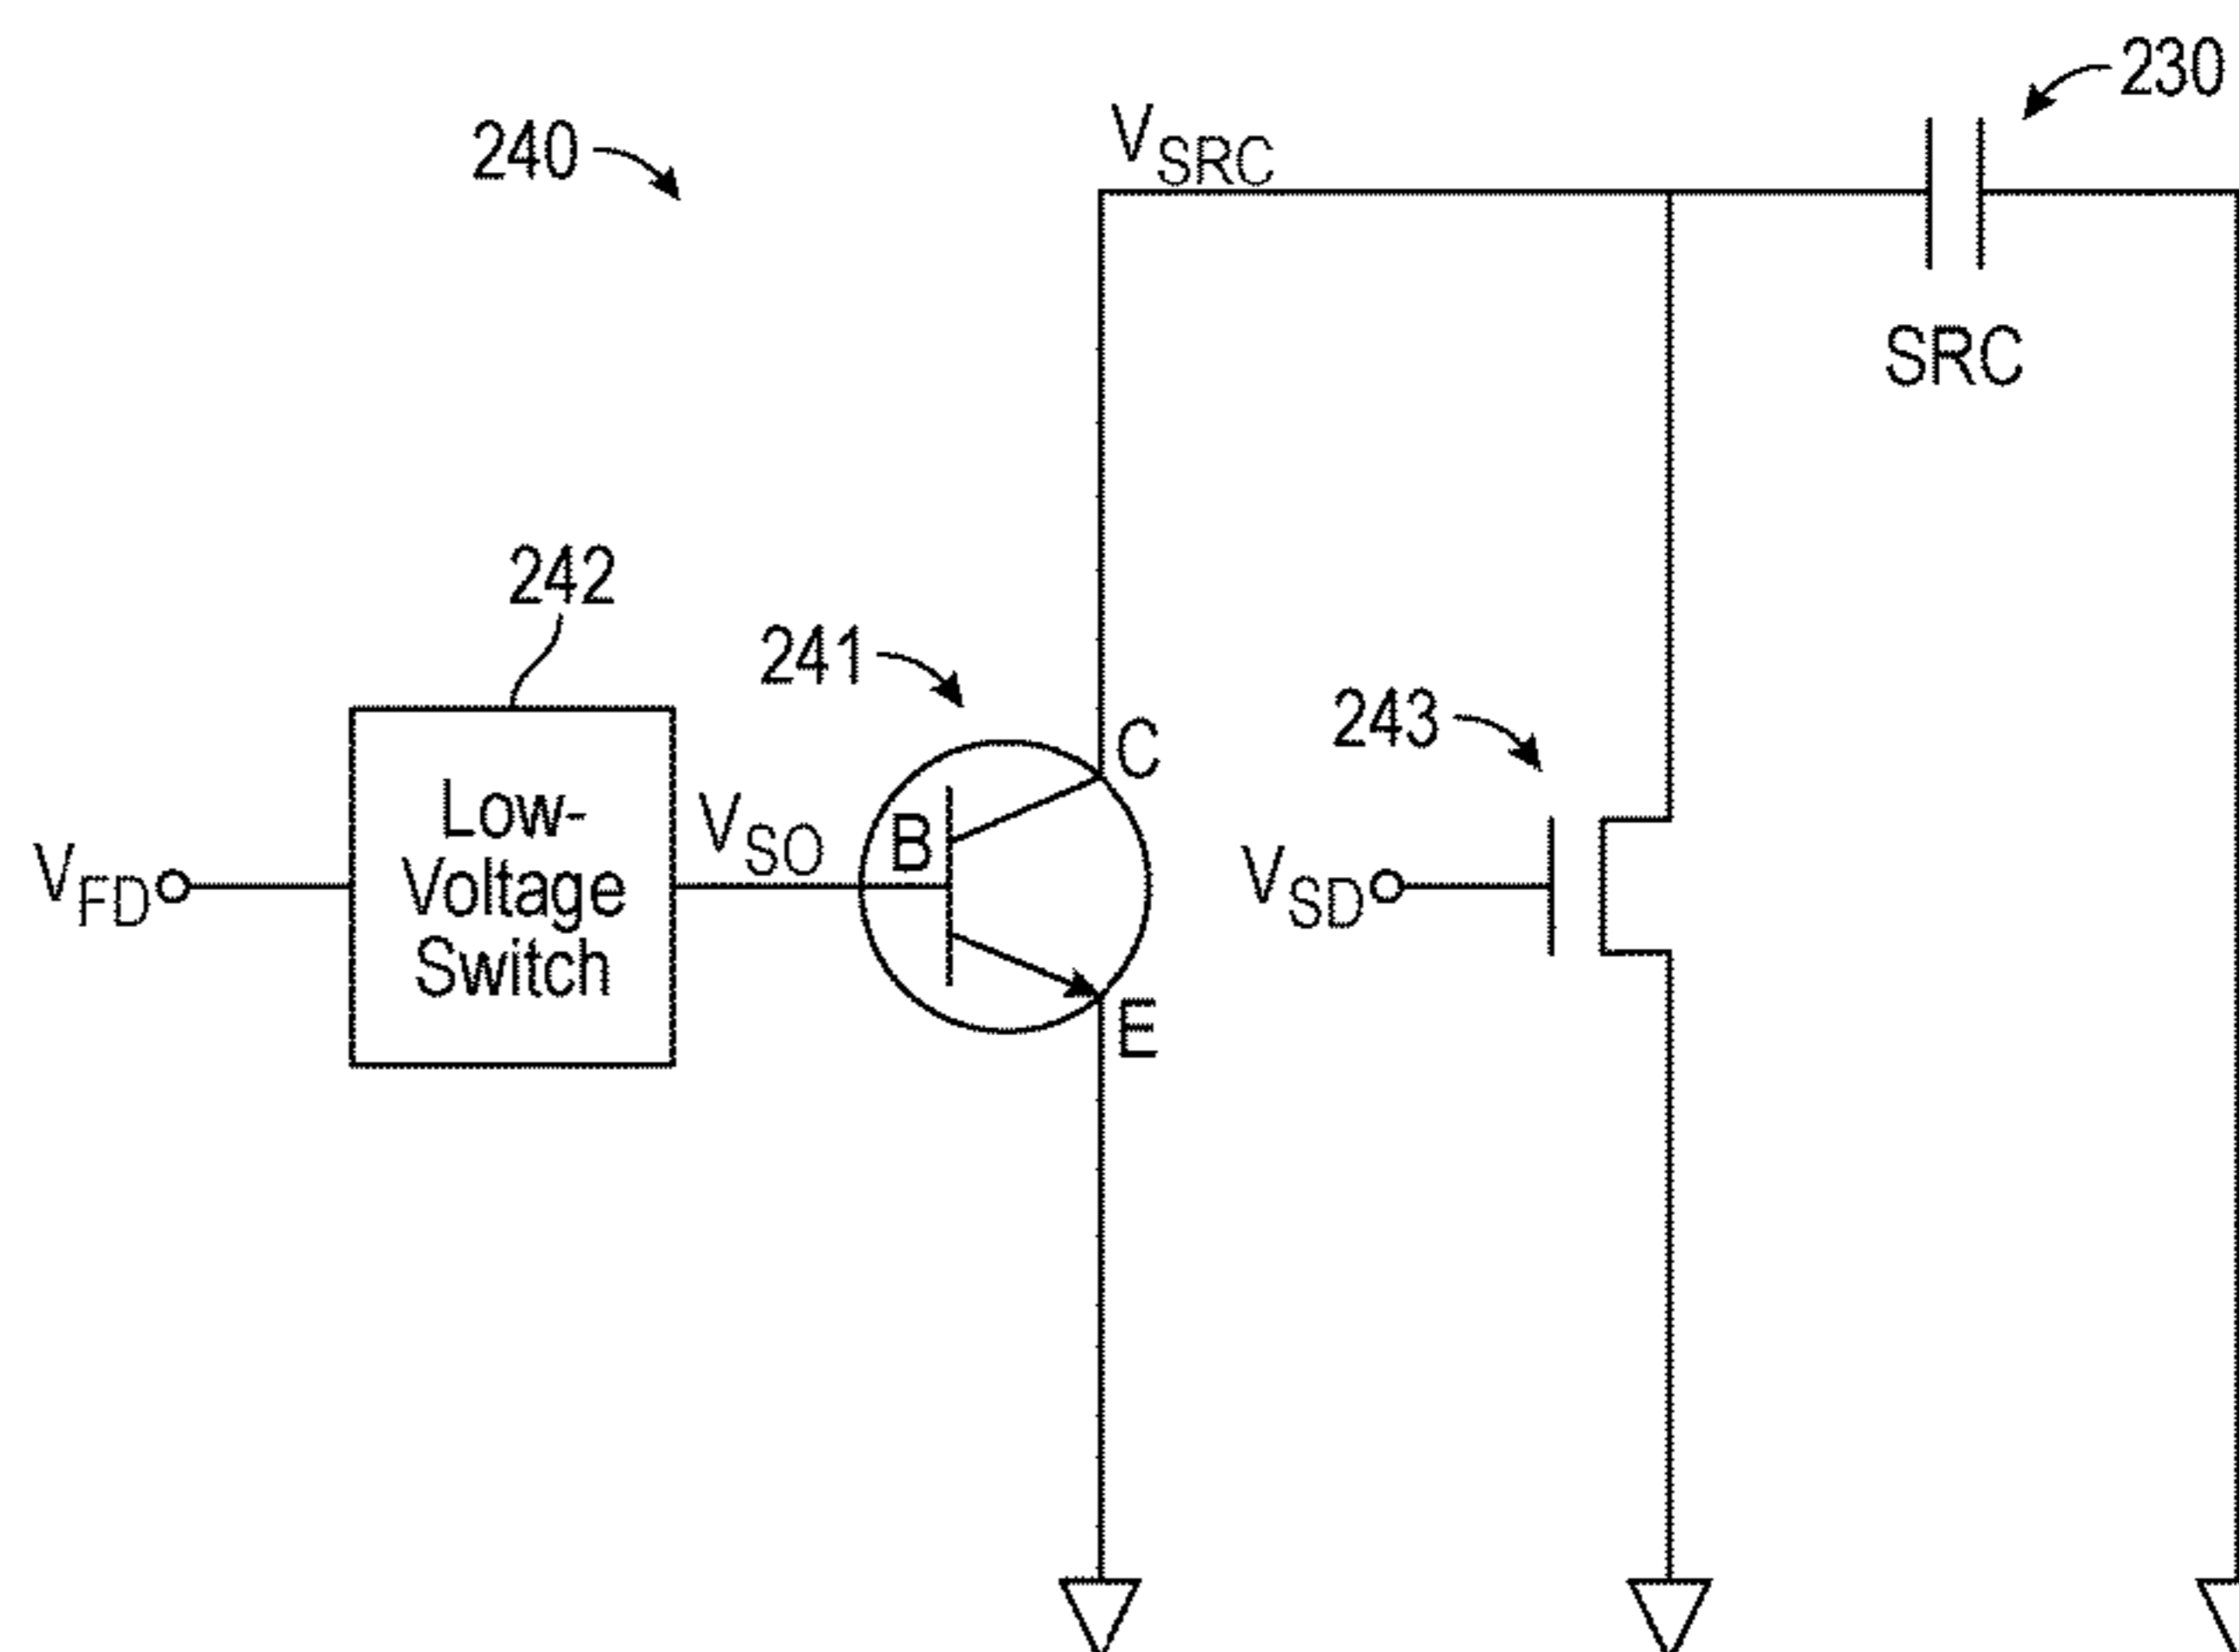 230
240
VSRC
SRC
242
241
243
C
Low-
Voltage
Switch
VSO
B
VFD
VSD
E